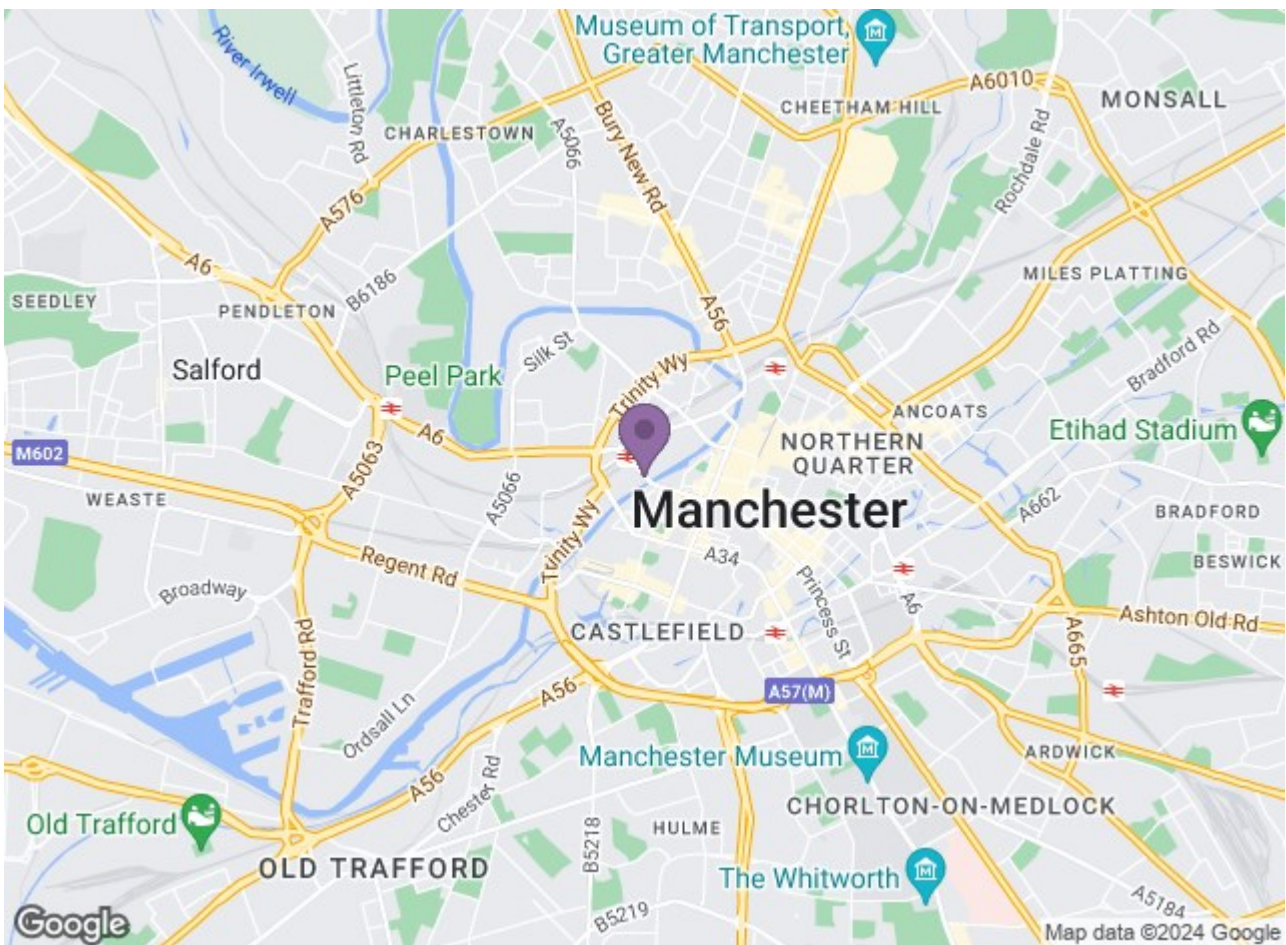 Museum of Transport,
Greater Manchester
River Irwell
Littleton Rd
A6010
MONSALL
CHEETHAM HILL
CHARLESTOWN
A5066
Bury New Rd
Rochdale Rd
A576
A6
B6186
MILES PLATTING
SEEDLEY
PENDLETON
A56
Silk St
Bradford Rd
Salford
Peel Park
Trinity Wy
ANCOATS
Etihad Stadium
A6
NORTHERN
QUARTER
M602
A5063
WEASTE
A5066
Manchester
A662
BRADFORD
Trinity Wy
A34
BESWICK
Regent Rd
Broadway
Princess St
A6
Ashton Old Rd
CASTLEFIELD
A665
Trafford Rd
A56
A57(M)
Ordsall Ln
Manchester Museum
ARDWICK
A56
Chester Rd
CHORLTON-ON-MEDLOCK
Old Trafford
B5218
HULME
OLD TRAFFORD
The Whitworth
A5184
B5219
Google
Map data ©2024 Google